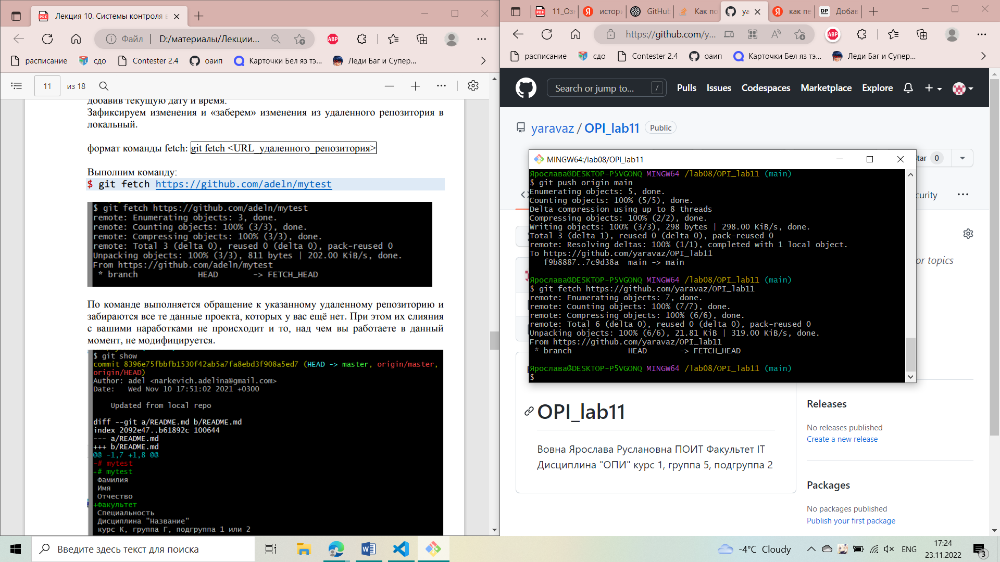 Лекция 10. Системы контроля в
Файл
D:/материалы/Лекции...
расписание
сдо
Contester 2.4
оаип
Карточки Бел яз тэ...
Леди Баг и Супер...
11
из 18
добавив текущую дату и время.
Зафиксируем изменения и «заберем» изменения из удаленного репозитория в
локальный.
формат команды fetch: git fetch <URL_удаленного_репозитория>
Выполним команду:
$ git fetch https://github.com/adeln/mytest
$ git fetch https://github.com/adeln/mytest
remote: Enumerating objects: 3, done.
remote: Counting objects: 100% (3/3), done.
remote: Compressing objects: 100% (3/3), done.
remote: Total 3 (delta 0), reused 0 (delta 0), pack-reused 0
Unpacking objects: 100% (3/3), 811 bytes | 202.00 KiB/s, done.
From https://github.com/adeln/mytest
* branch HEAD -> FETCH_HEAD
По команде выполняется обращение к указанному удаленному репозиторию и
забираются все те данные проекта, которых у вас ещё нет. При этом их слияния
с вашими наработками не происходит и то, над чем вы работаете в данный
момент, не модифицируется.
$ git show
commit 8396e75fbbfb1530f42ab5a7fa8ebd3f908a5ed7 (HEAD -> master, origin/master,
origin/HEAD)
Author: adel <narkevich.adelina@gmail.com>
Date: Wed Nov 10 17:51:02 2021 +0300
Updated from local repo
diff --git a/README.md b/README.md
index 2092e47..b61892c 100644
--- a/README.md
+++ b/README.md
@@ -1,7 +1,8 @@
-# mytest
+# mytest
Фамилия
Имя
Отчество
+Факультет
Специальность
Дисциплина "Название"
курс К, группа Г, подгруппа 1 или 2
11_Озн
истори
GitHub
Как по
ya
как пе
DP Добав
https://github.com/y...
расписание
сдо
Contester 2.4
оаип
Карточки Бел яз тэ...
Леди Баг и Супер...
Search or jump to...
/
Pulls
Issues
Codespaces
Marketplace
Explore
yaravaz / OPI_lab11
Public
tar 0
curity
or topics
MINGW64:/lab08/OPI_lab11
Ярослава@DESKTOP-P5VGONQ MINGW64 /lab08/OPI_lab11 (main)
$ git push origin main
Enumerating objects: 5, done.
Counting objects: 100% (5/5), done.
Delta compression using up to 8 threads
Compressing objects: 100% (2/2), done.
Writing objects: 100% (3/3), 298 bytes | 298.00 KiB/s, done.
Total 3 (delta 1), reused 0 (delta 0), pack-reused 0
remote: Resolving deltas: 100% (1/1), completed with 1 local object.
To https://github.com/yaravaz/OPI_lab11
f9b8887..7c9d38a main -> main
Ярослава@DESKTOP-P5VGONQ MINGW64 /lab08/OPI_lab11 (main)
$ git fetch https://github.com/yaravaz/OPI_lab11
remote: Enumerating objects: 7, done.
remote: Counting objects: 100% (7/7), done.
remote: Compressing objects: 100% (6/6), done.
remote: Total 6 (delta 0), reused 0 (delta 0), pack-reused 0
Unpacking objects: 100% (6/6), 21.81 KiB | 319.00 KiB/s, done.
From https://github.com/yaravaz/OPI_lab11
* branch HEAD -> FETCH_HEAD
Ярослава@DESKTOP-P5VGONQ MINGW64 /lab08/OPI_lab11 (main)
$
OPI_lab11
Вовна Ярослава Руслановна ПОИТ Факультет IT
Дисциплина "ОПИ" курс 1, группа 5, подгруппа 2
Releases
No releases published
Create a new release
Packages
No packages published
Publish your first package
Введите здесь текст для поиска
-4°C Cloudy
ENG
17:24
23.11.2022
3